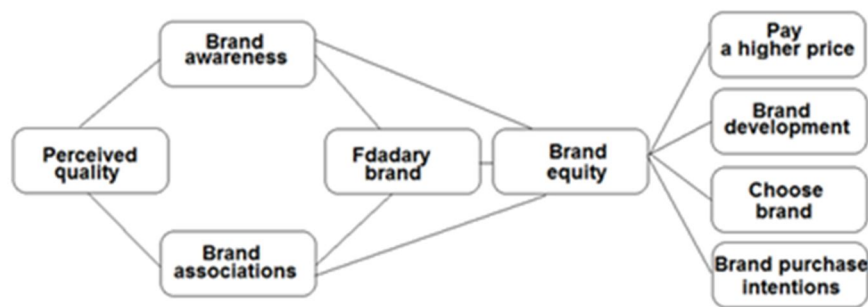 Brand
awareness
Perceived
quality
Brand
associations
Fdadary
brand
Brand
equity
Pay
a higher price
Brand
development
Choose
brand
Brand purchase
intentions